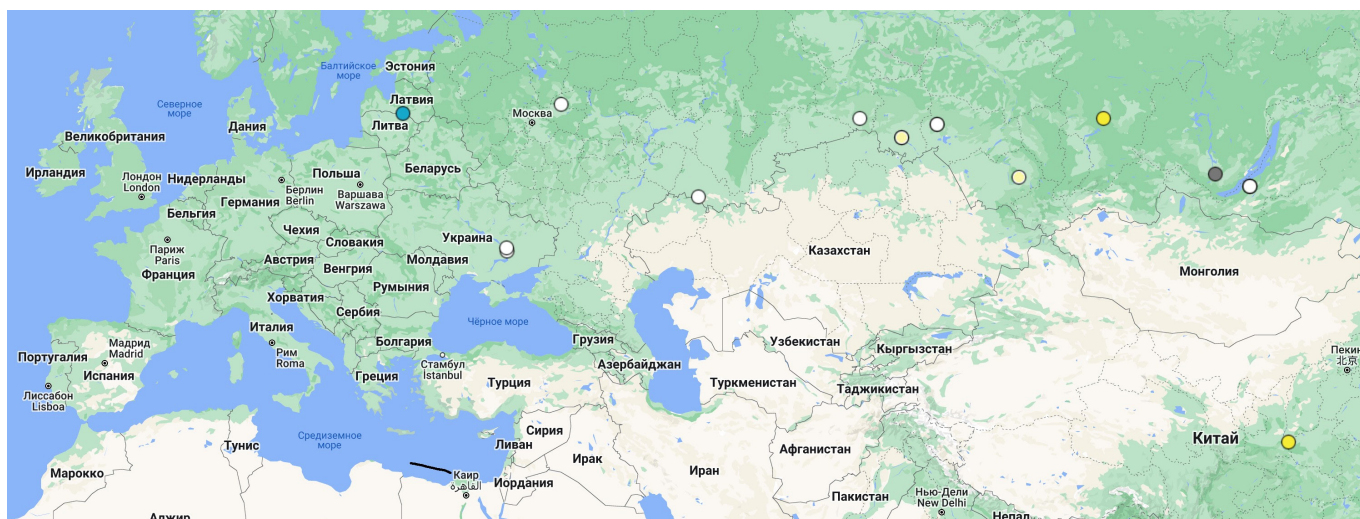 Эстония
Балтийское
море
Латвия
Северное
море
Москва
Литва
Дания
Великобритания
Беларусь
Ирландия
Польша
Нидерланды
Лондон
London
Берлин
Berlin
Варшава
Warszawa
Германия
Бельгия
Чехия
Украина
Словакия
Париж
Paris
Австрия
Молдавия
Казахстан
Венгрия
Франция
Монголия
Румыния
Хорватия
Сербия
Чёрное море
Италия
Грузия
Узбекистан
Болгария
Мадрид
Madrid
Кыргызстан
Рим
Roma
Португалия
Стамбул
İstanbul
Азербайджан
Пекин
北京
Испания
Греция
Турция
Туркменистан
Таджикистан
Лиссабон
Lisboa
Сирия
Средиземное
море
Тунис
Ливан
Китай
Афганистан
Ирак
Марокко
Каир
القاهرة
Иран
Иордания
Пакистан
Нью-Дели
New Delhi
Непал
Алжир